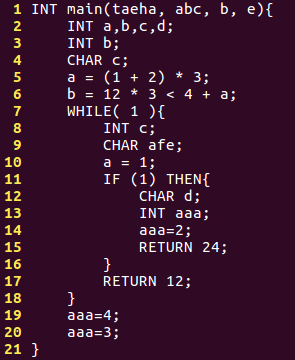 1 INT main(taeha, abc, b, e){
2     INT a,b,c,d;
3     INT b;
4     CHAR c;
5     a = (1 + 2) * 3;
6     b = 12 * 3 < 4 + a;
7     WHILE( 1 ){
8         INT c;
9         CHAR afe;
10         a = 1;
11         IF (1) THEN{
12             CHAR d;
13             INT aaa;
14             aaa=2;
15             RETURN 24;
16         }
17         RETURN 12;
18     }
19     aaa=4;
20     aaa=3;
21 }